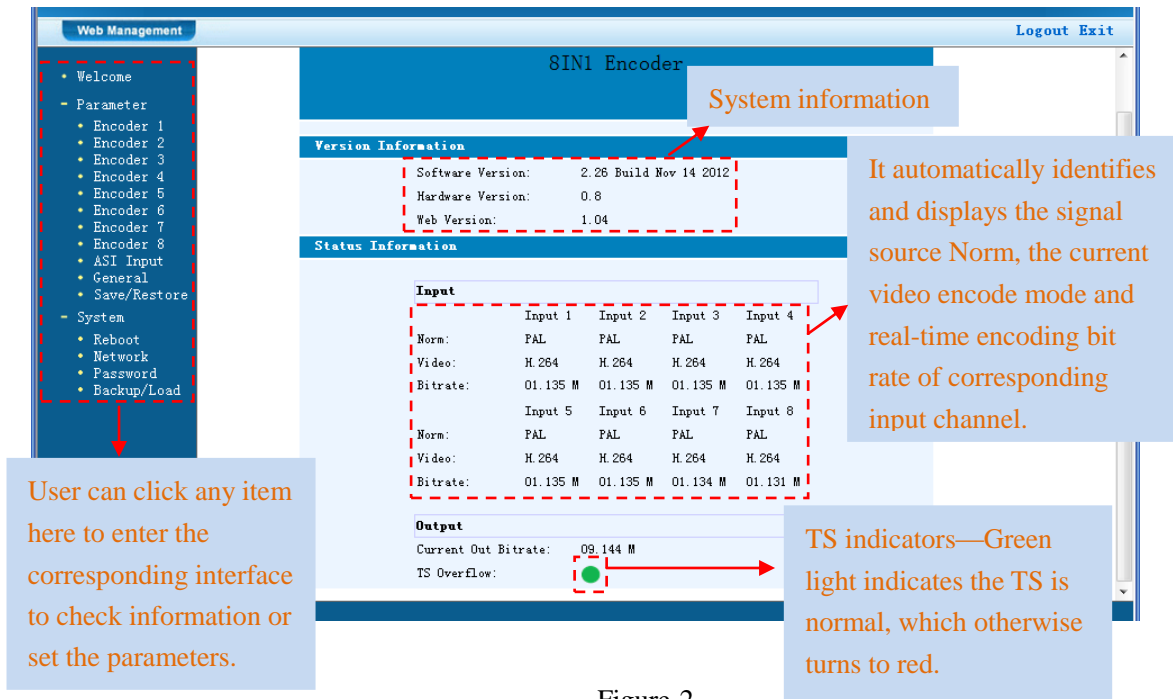 Web Management
Logout Exit
• Welcome
- Parameter
• Encoder 1
• Encoder 2
• Encoder 3
• Encoder 4
• Encoder 5
• Encoder 6
• Encoder 7
• Encoder 8
• ASI Input
• General
• Save/Restore
- System
• Reboot
• Network
• Password
• Backup/Load
User can click any item
here to enter the
corresponding interface
to check information or
set the parameters.
8IN1 Encoder
System information
Version Information
Software Version: 2.26 Build Nov 14 2012
Hardware Version: 0.8
Web Version: 1.04
It automatically identifies
and displays the signal
source Norm, the current
video encode mode and
real-time encoding bit
rate of corresponding
input channel.
Status Information
Input
Input 1 Input 2 Input 3 Input 4
Norm: PAL PAL PAL PAL
Video: H.264 H.264 H.264 H.264
Bitrate: 01.135 M 01.135 M 01.135 M 01.135 M
Input 5 Input 6 Input 7 Input 8
Norm: PAL PAL PAL PAL
Video: H.264 H.264 H.264 H.264
Bitrate: 01.135 M 01.135 M 01.134 M 01.131 M
Output
Current Out Bitrate: 09.144 M
TS Overflow:
TS indicators—Green
light indicates the TS is
normal, which otherwise
turns to red.
Figure-2